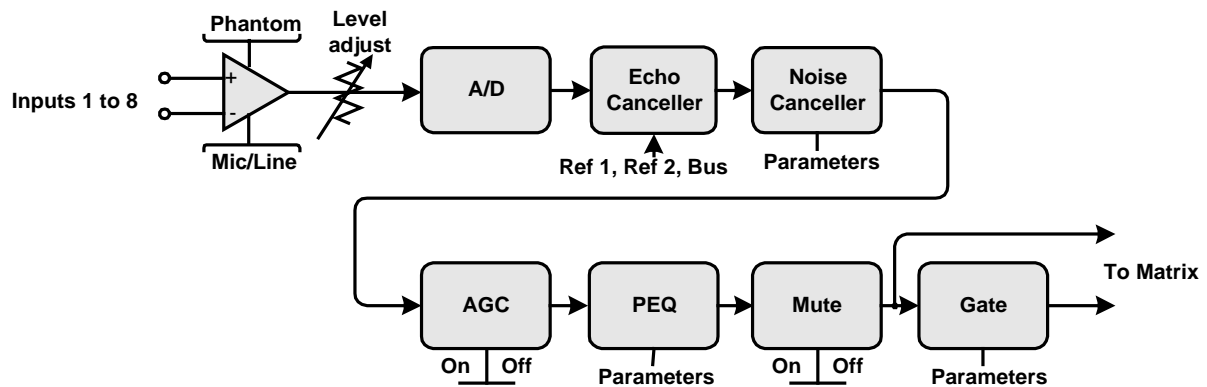 Phantom
Level
adjust
+
-
Inputs 1 to 8
Mic/Line
A/D
Echo
Canceller
Noise
Canceller
Ref 1, Ref 2, Bus
Parameters
AGC
PEQ
Mute
Gate
To Matrix
On Off
Parameters
On Off
Parameters